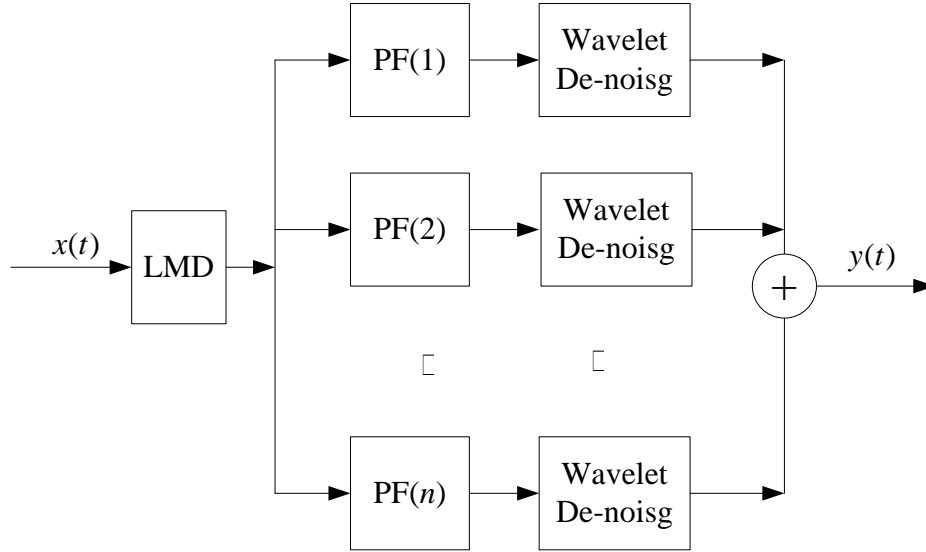 PF(1)
Wavelet
De-noisg
PF(2)
Wavelet
De-noisg
x(t)
LMD
+
y(t)
PF(n)
Wavelet
De-noisg